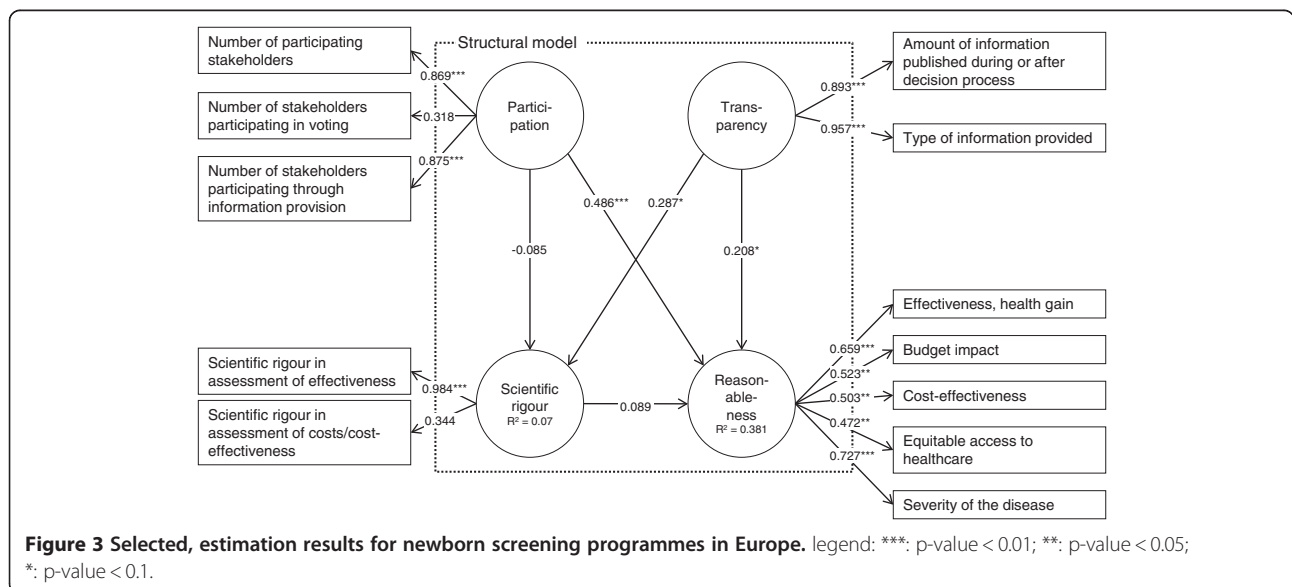 Structural model
Number of participating
stakeholders
0.869***
Number of stakeholders
participating in voting
0.318
Number of stakeholders
participating through
information provision
0.875***
Partici-
pation
Trans-
parency
Amount of information
published during or after
decision process
0.893***
Type of information provided
0.957***
0.486***
0.287*
-0.085
0.208*
Scientific rigour in
assessment of effectiveness
0.984***
Scientific rigour in
assessment of costs/cost-
effectiveness
0.344
Scientific
rigour
R² = 0.07
0.089
Reason-
able-
ness
R² = 0.381
Effectiveness, health gain
0.659***
Budget impact
0.523**
Cost-effectiveness
0.503**
Equitable access to
healthcare
0.472**
Severity of the disease
0.727***
Figure 3 Selected, estimation results for newborn screening programmes in Europe. legend: ***: p-value < 0.01; **: p-value < 0.05;
*: p-value < 0.1.